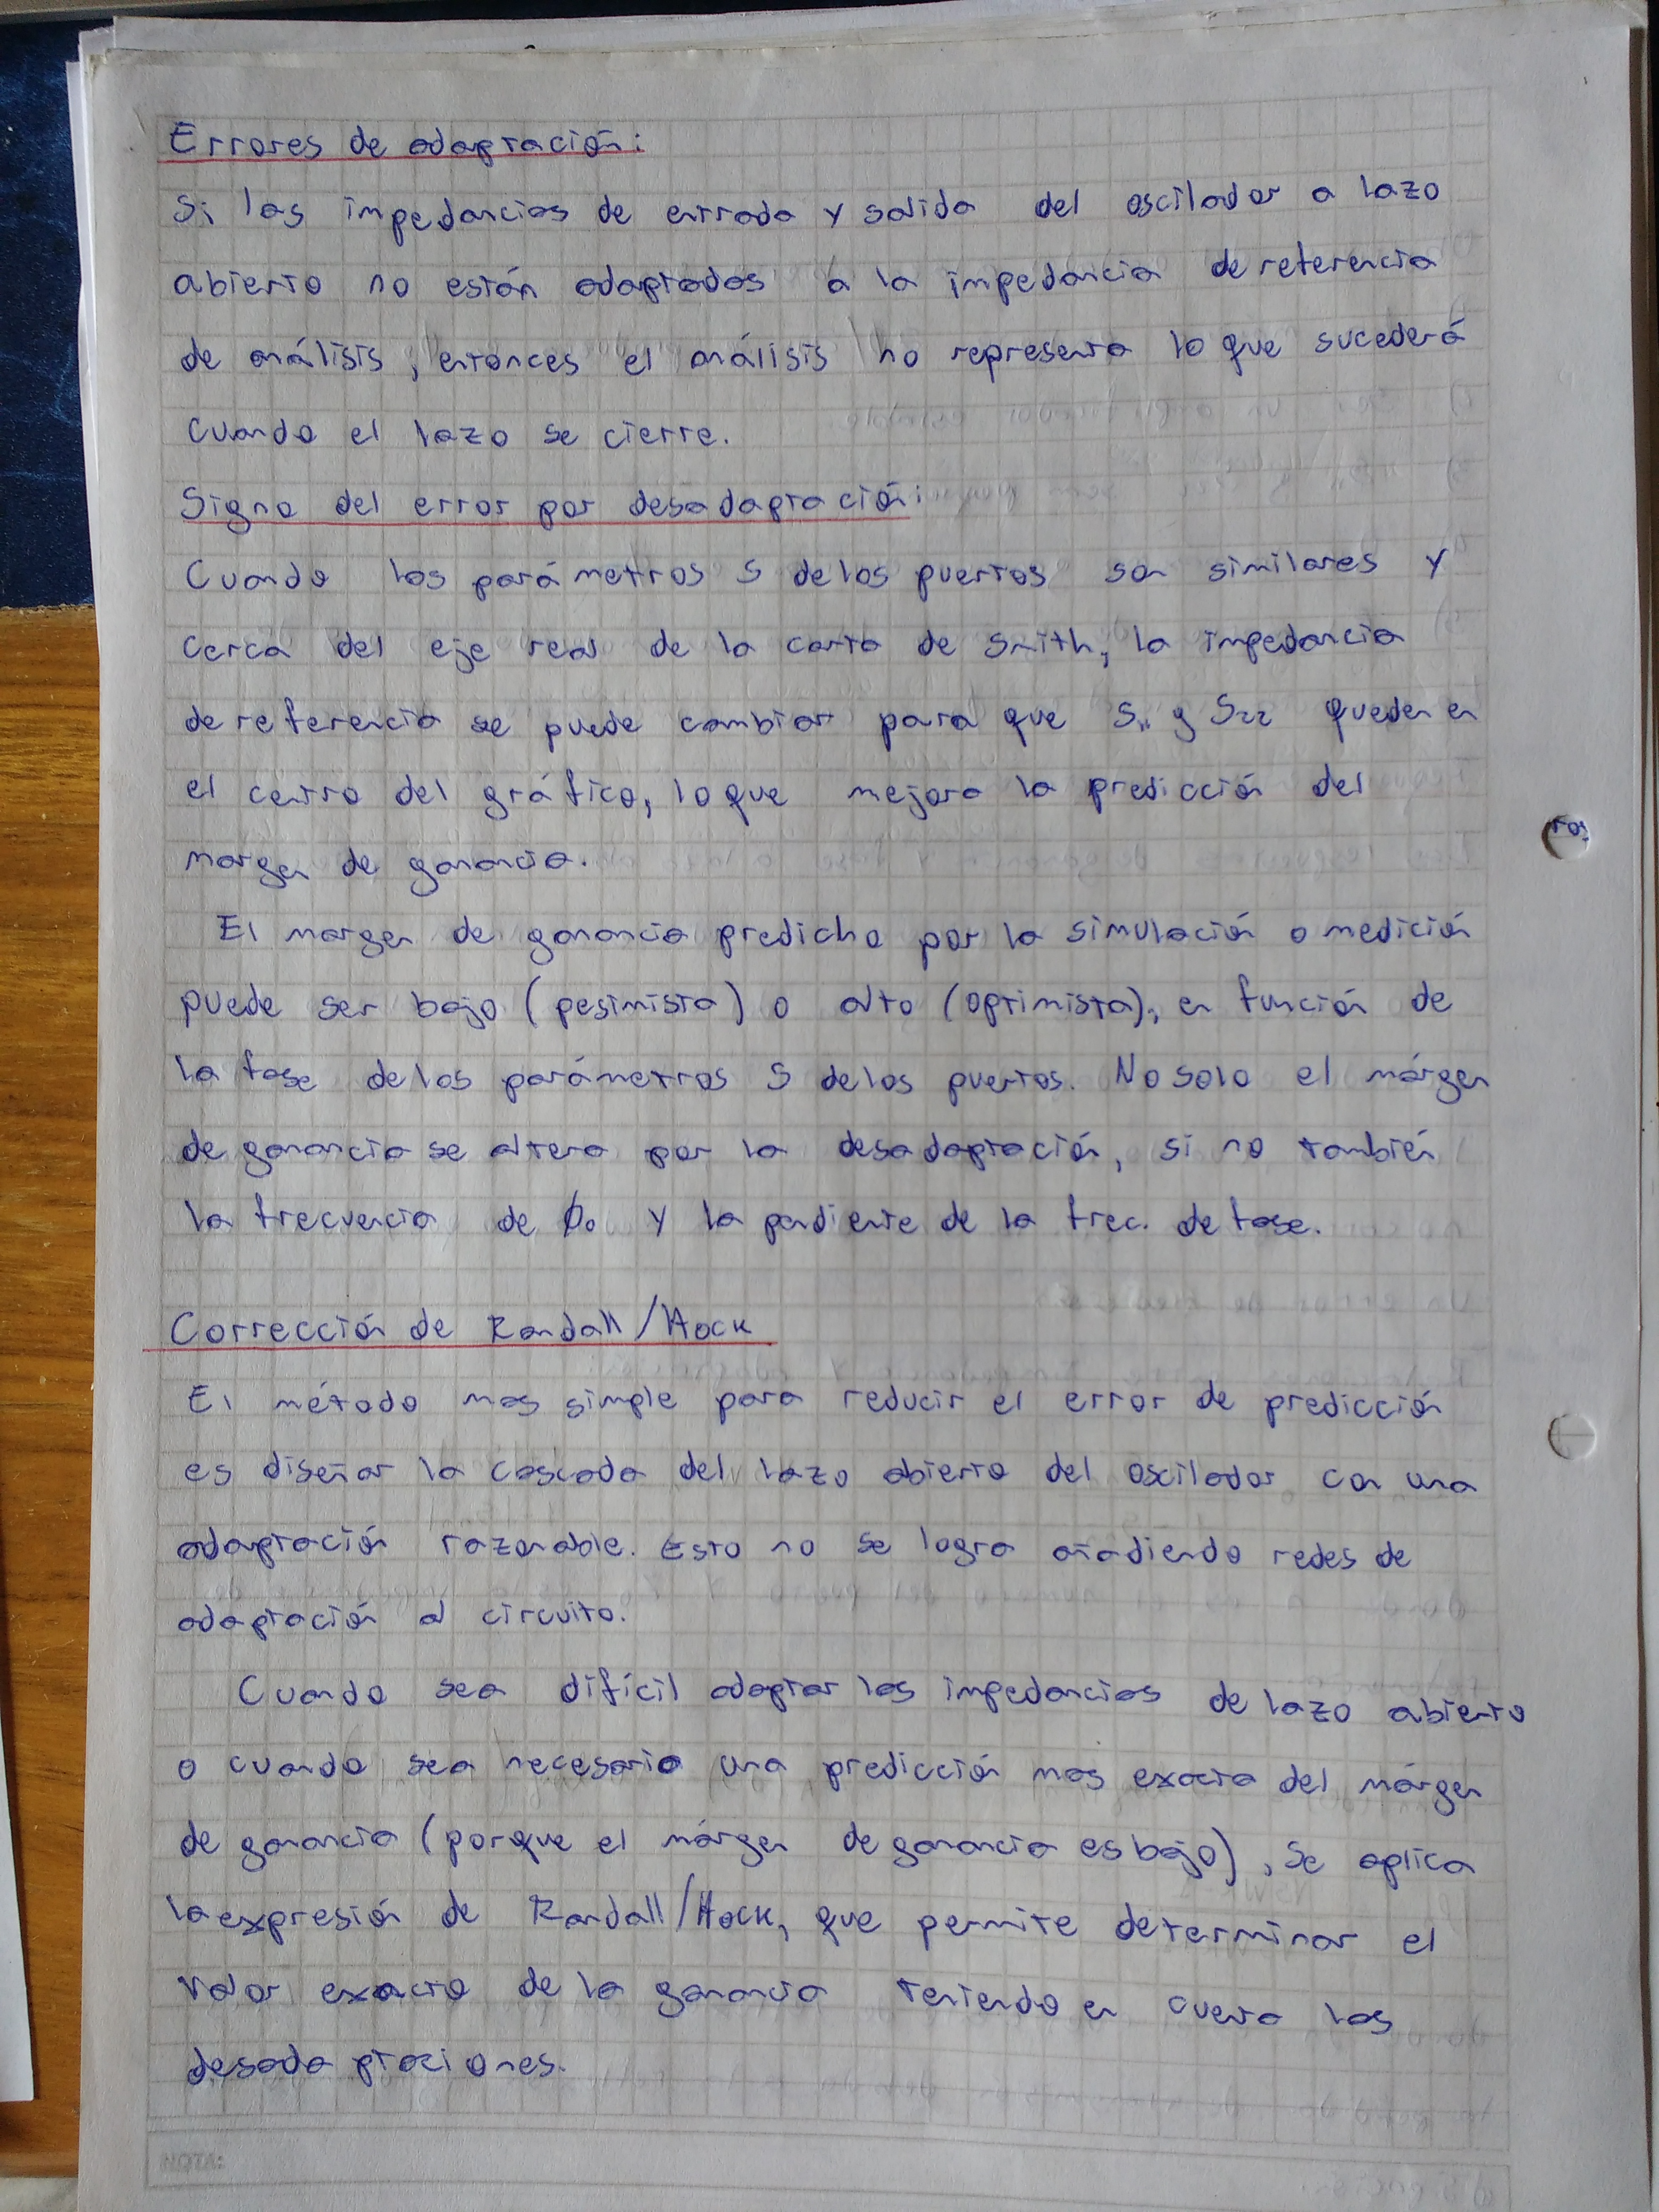 Errores de adaptación:
Si las impedancias de entrada y salida del oscilador a lazo
abierto no están adaptadas a la impedancia de referencia
de análisis, entonces el análisis no representa lo que sucederá
cuando el lazo se cierre.
Signo del error por desadaptación:
Cuando los parámetros S de los puertos son similares y
cerca del eje real de la carta de Smith, la impedancia
de referencia se puede cambiar para que S₁₁ y S₂₂ queden en
el centro del gráfico, lo que mejora la predicción del
margen de ganancia.
El margen de ganancia predicho por la simulación o medición
puede ser bajo (pesimista) o alto (optimista), en función de
la fase de los parámetros S de los puertos. No solo el márgen
de ganancia se altera por la desadaptación, si no también
la frecuencia de ϕ₀ y la pendiente de la frec. de fase.
Corrección de Randall/Hock
El método mas simple para reducir el error de predicción
es diseñar la cascada del lazo abierto del oscilador con una
adaptación razonable. Esto no se logra añadiendo redes de
adaptación al circuito.
Cuando sea difícil adaptar las impedancias de lazo abierto
o cuando sea necesario una predicción mas exacta del márgen
de ganancia (porque el márgen de ganancia es bajo), se aplica
la expresión de Randall/Hock, que permite determinar el
valor exacto de la ganancia teniendo en cuenta las
desadaptaciones.
NOTA: